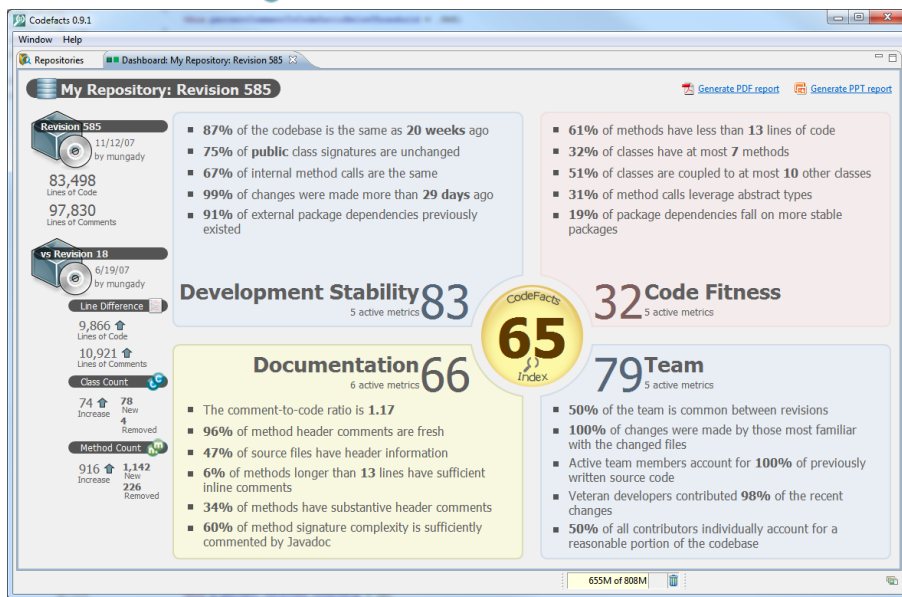 Codefacts 0.9.1
Window Help
Repositories
Dashboard: My Repository: Revision 585
My Repository: Revision 585
Generate PDF report
Generate PPT report
Revision 585
11/12/07
by mungady
83,498
Lines of Code
97,830
Lines of Comments
vs Revision 18
6/19/07
by mungady
Line Difference
9,866
Lines of Code
10,921
Lines of Comments
Class Count
74 78
Increase New
4
Removed
Method Count
916 1,142
Increase New
226
Removed
87% of the codebase is the same as 20 weeks ago
75% of public class signatures are unchanged
67% of internal method calls are the same
99% of changes were made more than 29 days ago
91% of external package dependencies previously
existed
Development Stability 83
5 active metrics
61% of methods have less than 13 lines of code
32% of classes have at most 7 methods
51% of classes are coupled to at most 10 other classes
31% of method calls leverage abstract types
19% of package dependencies fall on more stable
packages
32 Code Fitness
5 active metrics
CodeFacts
65
Index
Documentation 66
6 active metrics
The comment-to-code ratio is 1.17
96% of method header comments are fresh
47% of source files have header information
6% of methods longer than 13 lines have sufficient
inline comments
34% of methods have substantive header comments
60% of method signature complexity is sufficiently
commented by Javadoc
79 Team
5 active metrics
50% of the team is common between revisions
100% of changes were made by those most familiar
with the changed files
Active team members account for 100% of previously
written source code
Veteran developers contributed 98% of the recent
changes
50% of all contributors individually account for a
reasonable portion of the codebase
655M of 808M